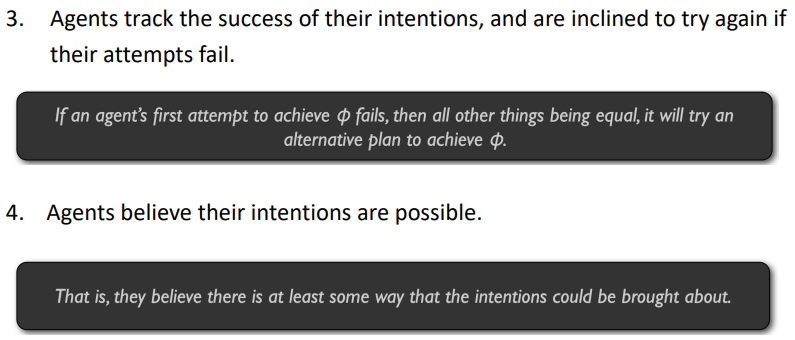 3. Agents track the success of their intentions, and are inclined to try again if
their attempts fail.
If an agent’s first attempt to achieve ϕ fails, then all other things being equal, it will try an
alternative plan to achieve ϕ.
4. Agents believe their intentions are possible.
That is, they believe there is at least some way that the intentions could be brought about.